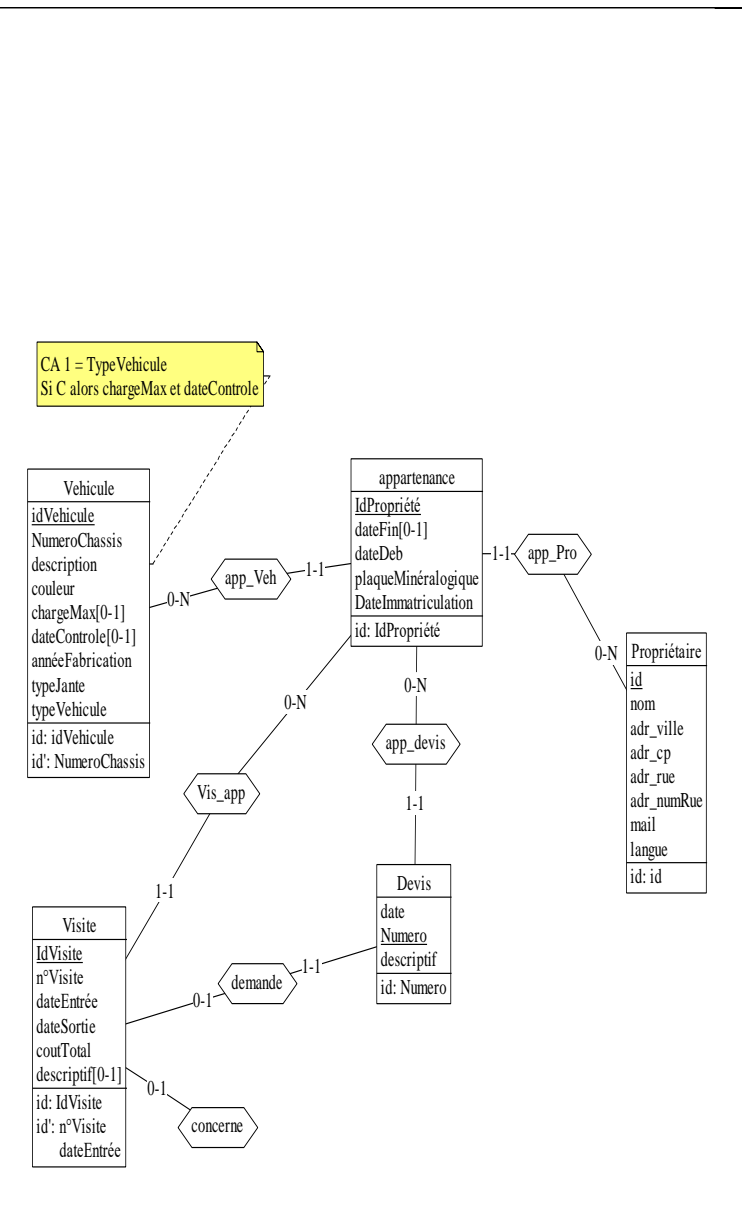 CA 1 = TypeVehicule
Si C alors chargeMax et dateControle
Vehicule
idVehicule
NumeroChassis
description
couleur
chargeMax[0-1]
dateControle[0-1]
annéeFabrication
typeJante
typeVehicule
id: idVehicule
id': NumeroChassis
0-N
app_Veh
1-1
appartenance
IdPropriété
dateFin[0-1]
dateDeb
plaqueMinéralogique
DateImmatriculation
id: IdPropriété
1-1
app_Pro
0-N
Propriétaire
id
nom
adr_ville
adr_cp
adr_rue
adr_numRue
mail
langue
id: id
0-N
Vis_app
1-1
0-N
app_devis
1-1
Devis
date
Numero
descriptif
id: Numero
Visite
IdVisite
n°Visite
dateEntrée
dateSortie
coutTotal
descriptif[0-1]
id: IdVisite
id': n°Visite
dateEntrée
0-1
demande
1-1
0-1
concerne